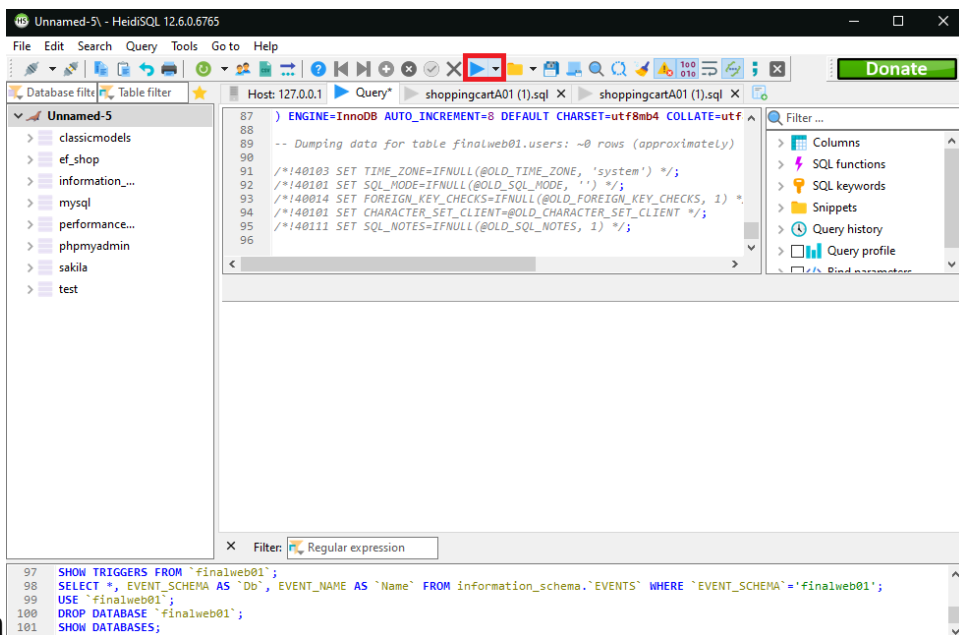 Unnamed-5\ - HeidiSQL 12.6.0.6765
File Edit Search Query Tools Go to Help
Donate
Database filte Table filter
Host: 127.0.0.1 Query* shoppingcartA01 (1).sql shoppingcartA01 (1).sql
Unnamed-5
classicmodels
ef_shop
information_...
mysql
performance...
phpmyadmin
sakila
test
87 ) ENGINE=InnoDB AUTO_INCREMENT=8 DEFAULT CHARSET=utf8mb4 COLLATE=utf
88
89 -- Dumping data for table finalweb01.users: ~0 rows (approximately)
90
91 /*!40103 SET TIME_ZONE=IFNULL(@OLD_TIME_ZONE, 'system') */;
92 /*!40101 SET SQL_MODE=IFNULL(@OLD_SQL_MODE, '') */;
93 /*!40014 SET FOREIGN_KEY_CHECKS=IFNULL(@OLD_FOREIGN_KEY_CHECKS, 1) *
94 /*!40101 SET CHARACTER_SET_CLIENT=@OLD_CHARACTER_SET_CLIENT */;
95 /*!40111 SET SQL_NOTES=IFNULL(@OLD_SQL_NOTES, 1) */;
96
Filter ...
Columns
SQL functions
SQL keywords
Snippets
Query history
Query profile
Bind parameters
Filter: Regular expression
97 SHOW TRIGGERS FROM `finalweb01`;
98 SELECT *, EVENT_SCHEMA AS `Db`, EVENT_NAME AS `Name` FROM information_schema.`EVENTS` WHERE `EVENT_SCHEMA`='finalweb01';
99 USE `finalweb01`;
100 DROP DATABASE `finalweb01`;
101 SHOW DATABASES;